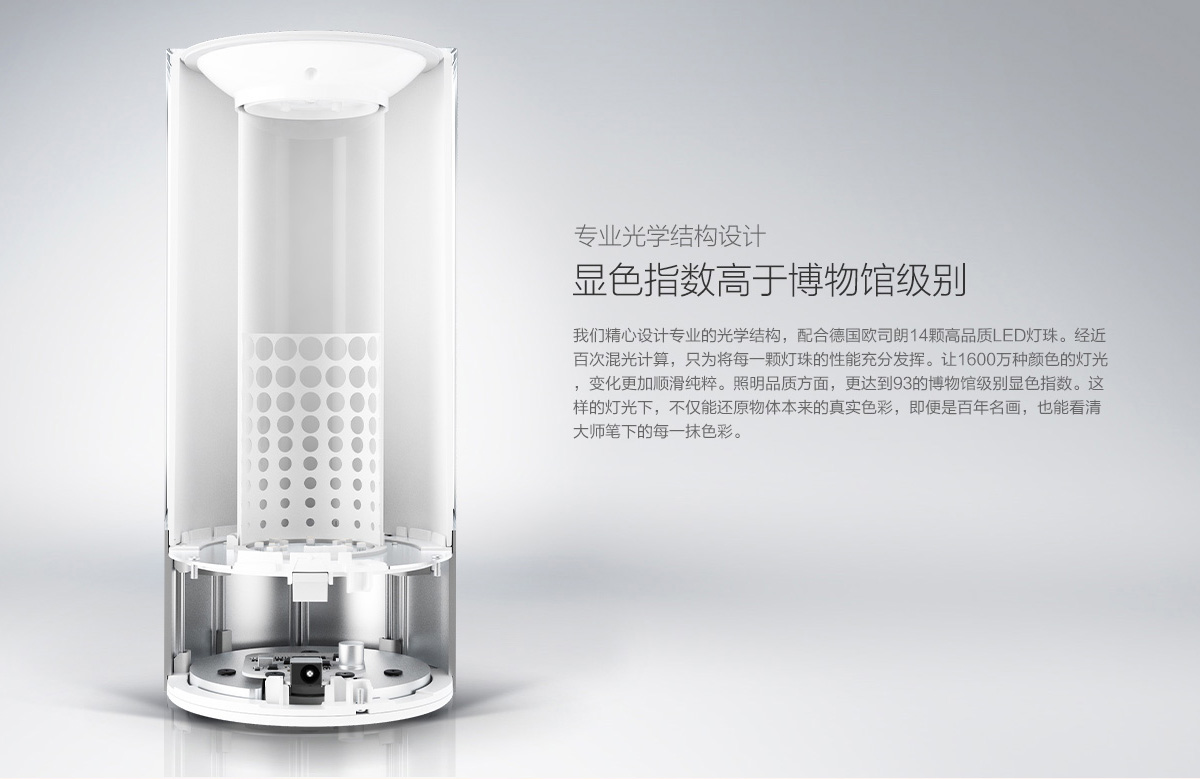 专业光学结构设计
显色指数高于博物馆级别
我们精心设计专业的光学结构，配合德国欧司朗14颗高品质LED灯珠。经近
百次混光计算，只为将每一颗灯珠的性能充分发挥。让1600万种颜色的灯光
，变化更加顺滑纯粹。照明品质方面，更达到93的博物馆级别显色指数。这
样的灯光下，不仅能还原物体本来的真实色彩，即便是百年名画，也能看清
大师笔下的每一抹色彩。